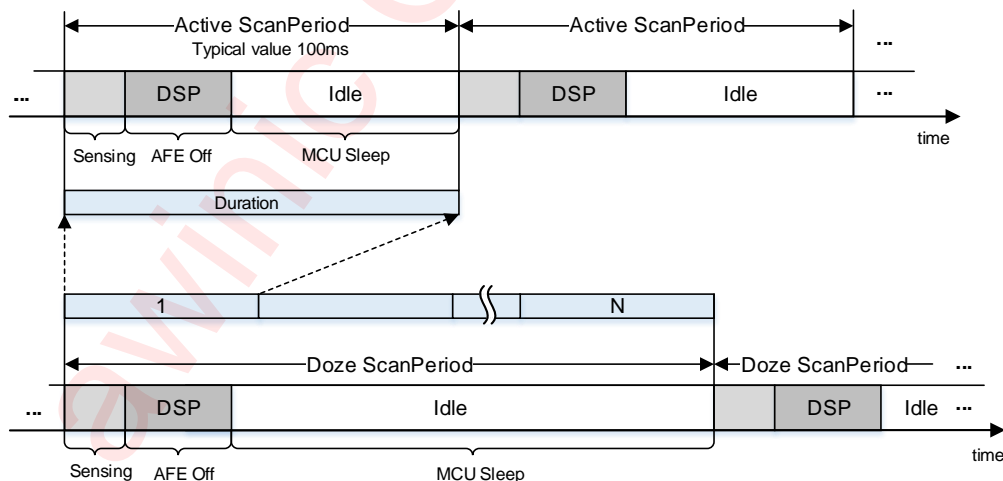 Active ScanPeriod Active ScanPeriod
Typical value 100ms
...
... DSP Idle DSP Idle ...
time
Sensing AFE Off MCU Sleep
Duration
1 N
Doze ScanPeriod Doze ScanPeriod ...
... DSP Idle DSP Idle ...
time
Sensing AFE Off MCU Sleep
awinic